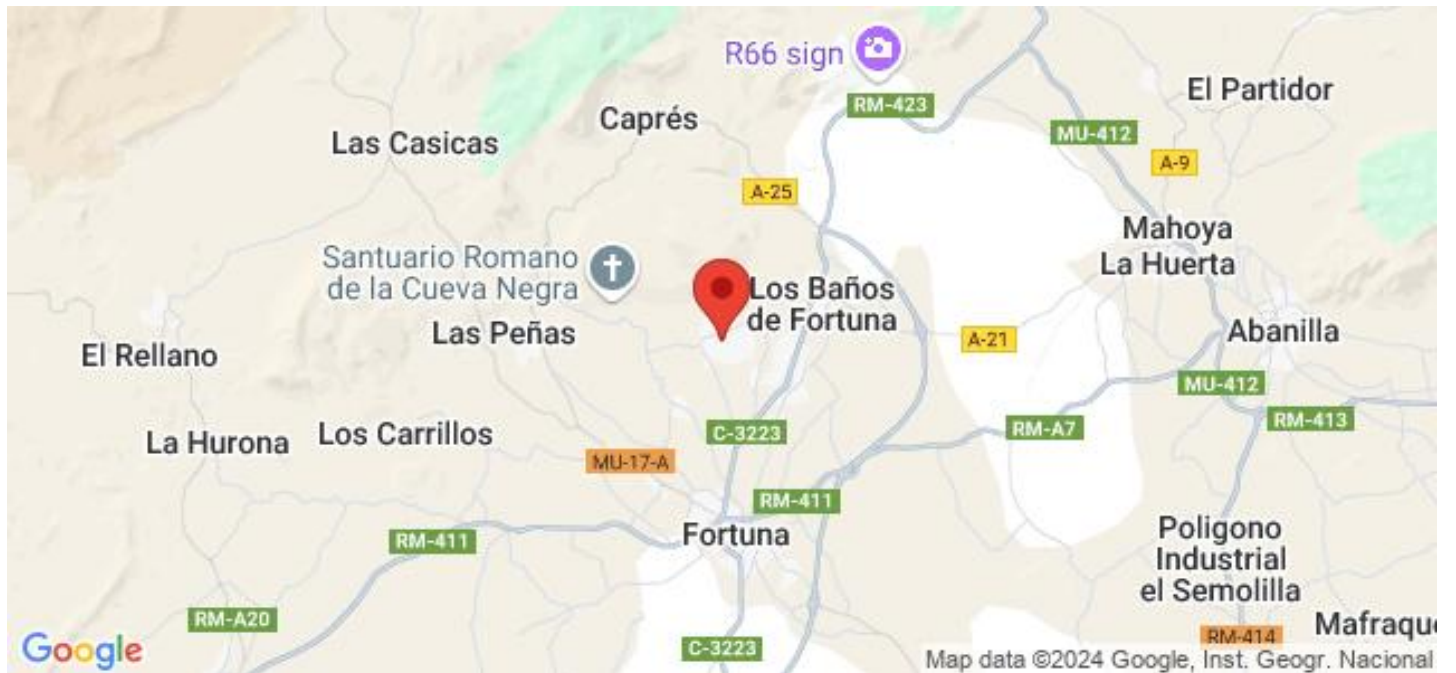 R66 sign
RM-423
El Partidor
Caprés
MU-412
Las Casicas
A-9
A-25
Mahoya
La Huerta
Santuario Romano
de la Cueva Negra
Los Baños
de Fortuna
Las Peñas
A-21
Abanilla
El Rellano
MU-412
RM-413
La Hurona
Los Carrillos
C-3223
RM-A7
MU-17-A
RM-411
Fortuna
RM-411
Poligono
Industrial
el Semolilla
RM-A20
Mafraqu
RM-414
C-3223
Google
Map data ©2024 Google, Inst. Geogr. Nacional